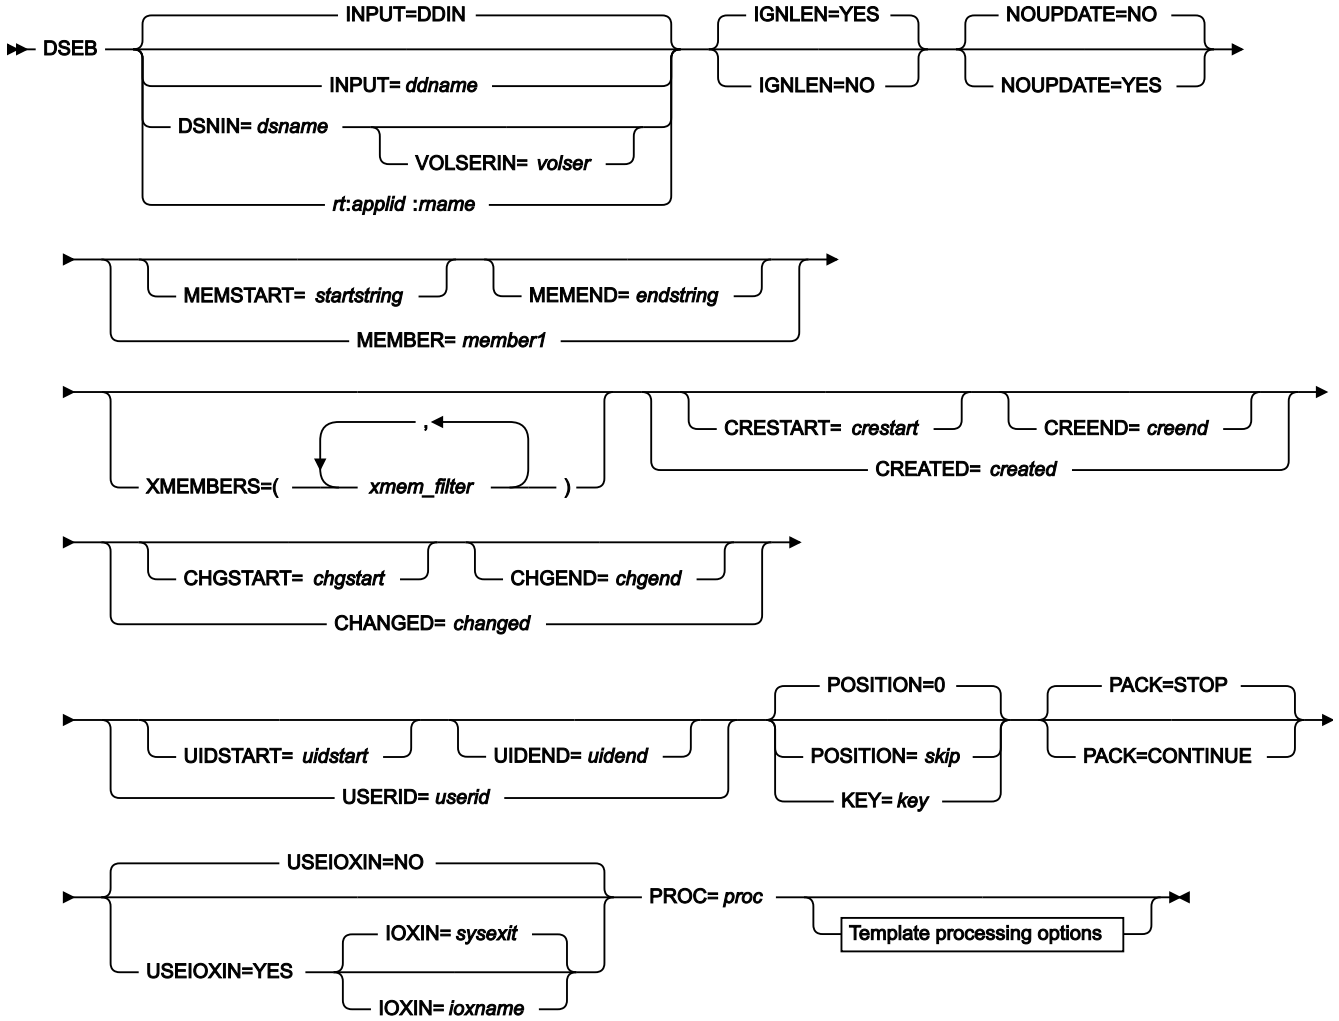 INPUT=DDIN IGNLEN=YES NOUPDATE=NO
DSEB
INPUT= ddname IGNLEN=NO NOUPDATE=YES
DSNIN= dsname
VOLSERIN= volser
rt:applid :rname
MEMSTART= startstring MEMEND= endstring
MEMBER= member1
,
CRESTART= crestart CREEND= creend
CREATED= created
XMEMBERS=( xmem_filter )
CHGSTART= chgstart CHGEND= chgend
CHANGED= changed
POSITION=0 PACK=STOP
UIDSTART= uidstart UIDEND= uidend POSITION= skip PACK=CONTINUE
USERID= userid KEY= key
USEIOXIN=NO
PROC= proc
IOXIN= sysexit Template processing options
USEIOXIN=YES
IOXIN= ioxname